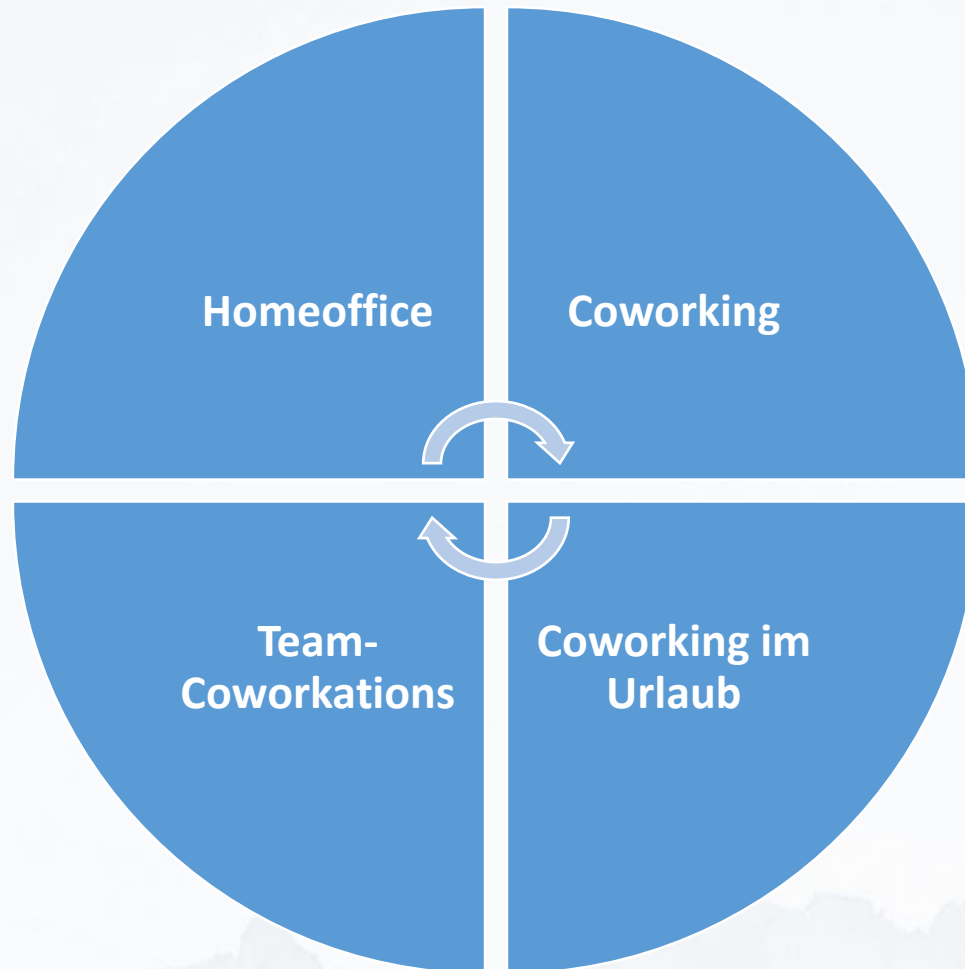 Homeoffice
Coworking
Team-
Coworkations
Coworking im
Urlaub